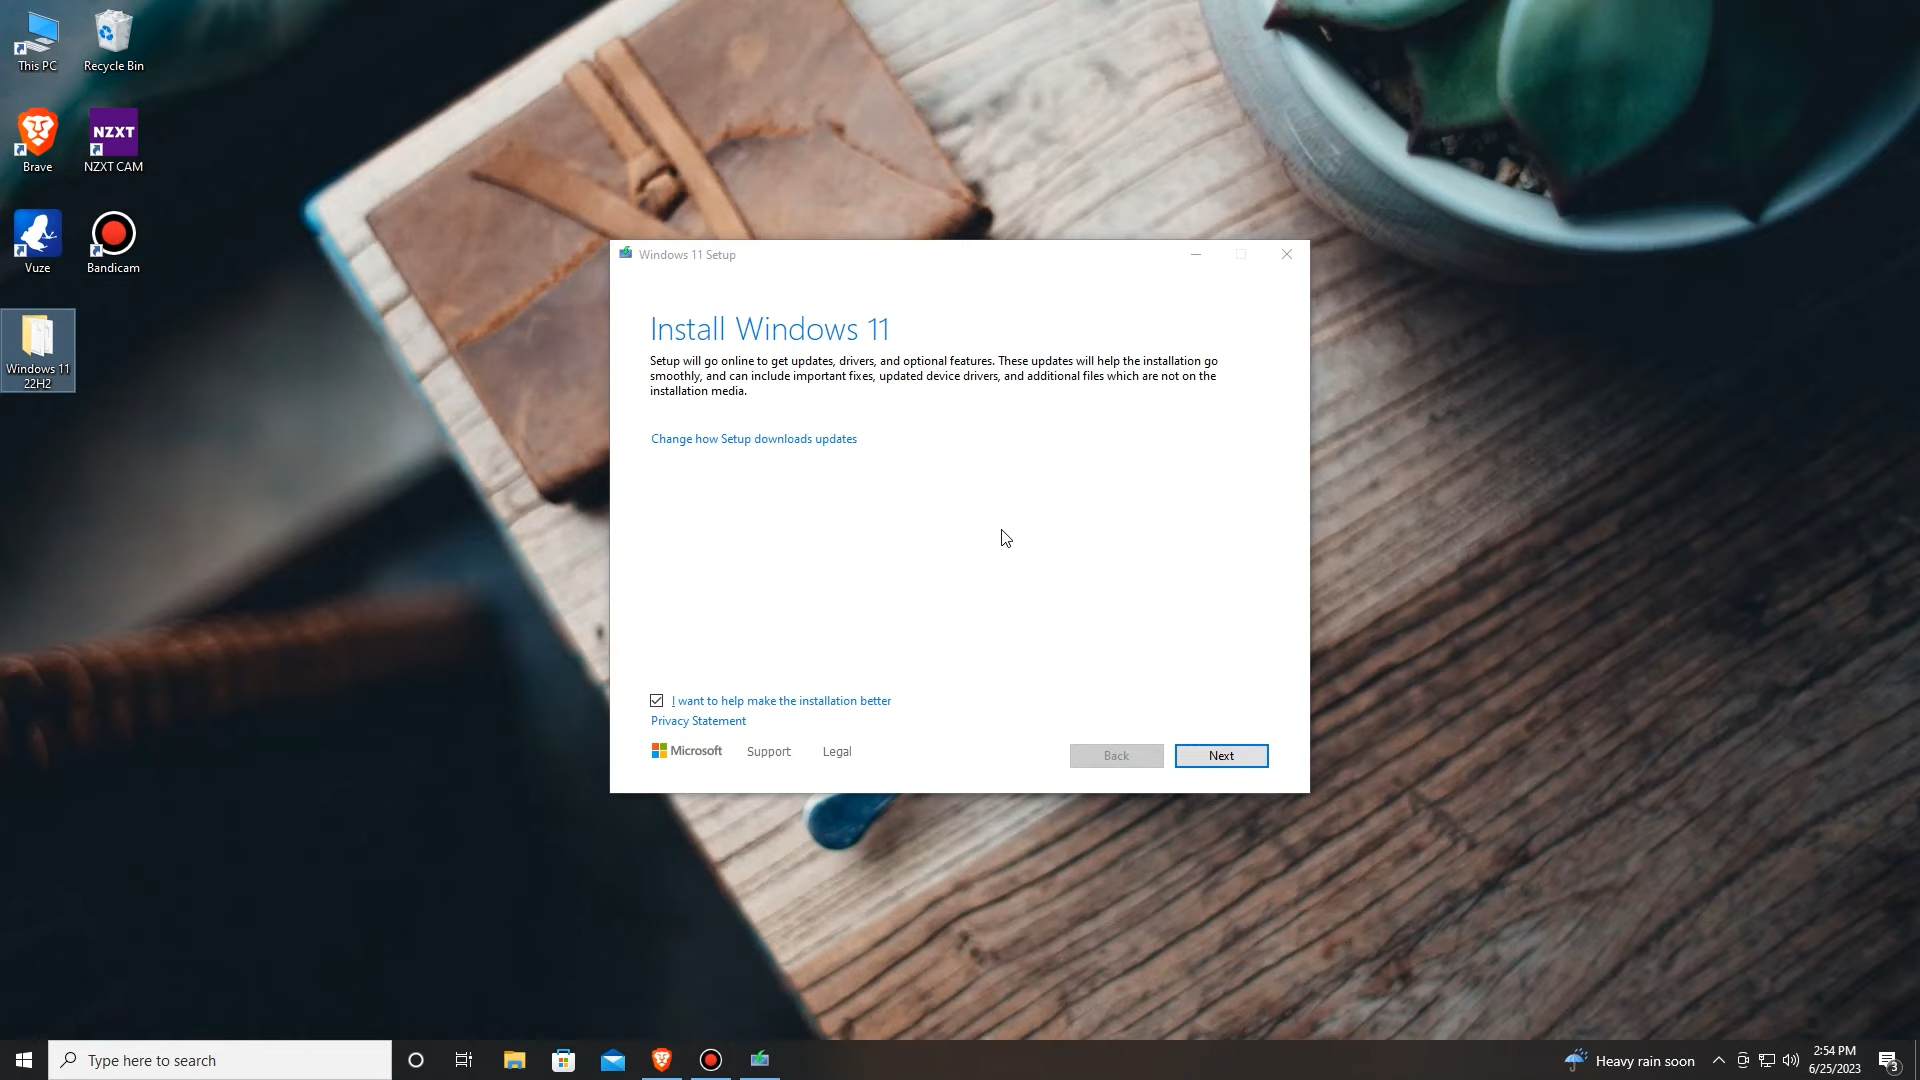 This PC
Recycle Bin
Brave
NZXT
NZXT CAM
Vuze
Bandicam
Windows 11
22H2
Windows 11 Setup
Install Windows 11
Setup will go online to get updates, drivers, and optional features. These updates will help the installation go
smoothly, and can include important fixes, updated device drivers, and additional files which are not on the
installation media.
Change how Setup downloads updates
I want to help make the installation better
Privacy Statement
Microsoft
Support
Legal
Back
Next
Type here to search
Heavy rain soon
2:54 PM
6/25/2023
3